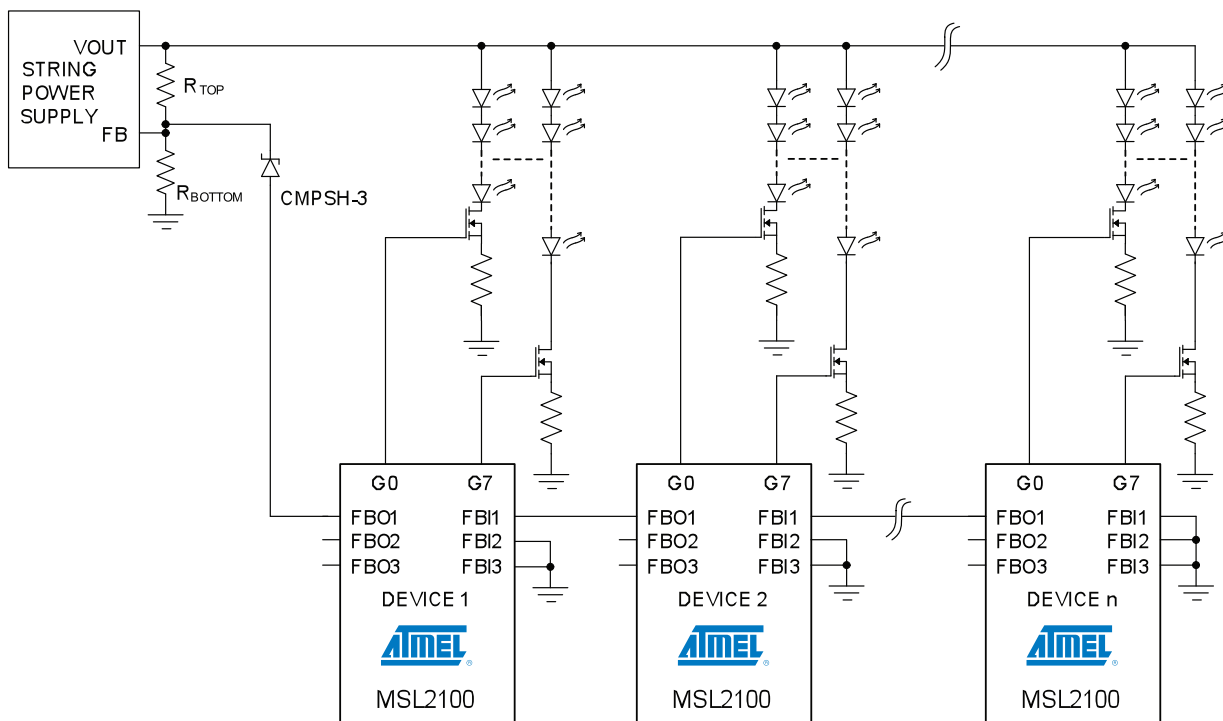 VOUT
STRING
POWER
SUPPLY
FB
RTOP
RBOTTOM
CMPSH-3
G0 G7
FBO1 FBI1
FBO2 FBI2
FBO3 FBI3
DEVICE 1
ATMEL®
MSL2100
G0 G7
FBO1 FBI1
FBO2 FBI2
FBO3 FBI3
DEVICE 2
ATMEL®
MSL2100
G0 G7
FBO1 FBI1
FBO2 FBI2
FBO3 FBI3
DEVICE n
ATMEL®
MSL2100